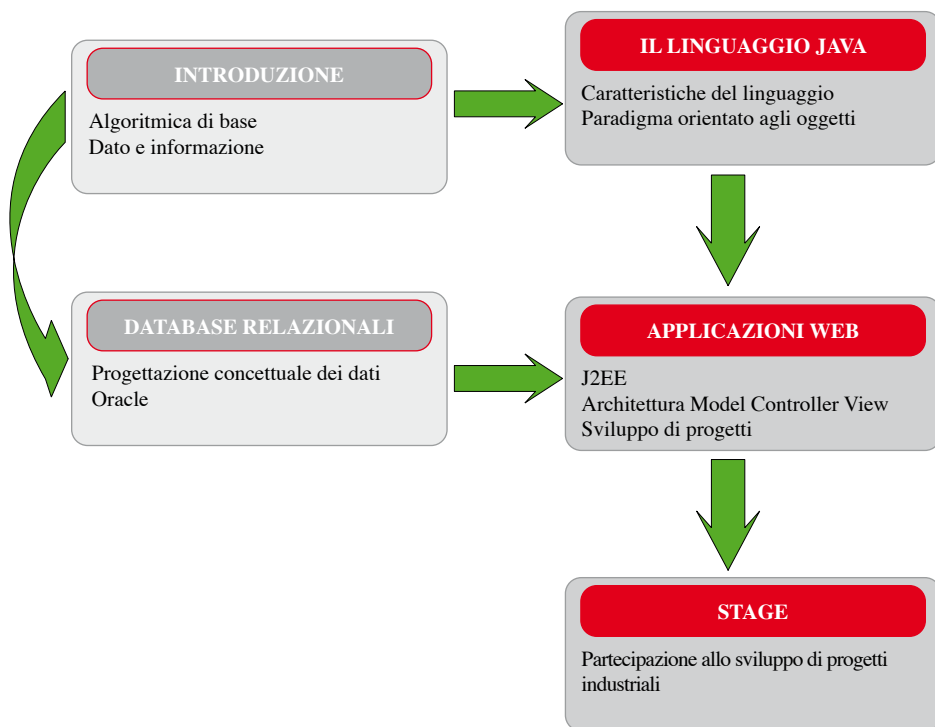 INTRODUZIONE
Algoritmica di base
Dato e informazione
IL LINGUAGGIO JAVA
Caratteristiche del linguaggio
Paradigma orientato agli oggetti
DATABASE RELAZIONALI
Progettazione concettuale dei dati
Oracle
APPLICAZIONI WEB
J2EE
Architettura Model Controller View
Sviluppo di progetti
STAGE
Partecipazione allo sviluppo di progetti
industriali